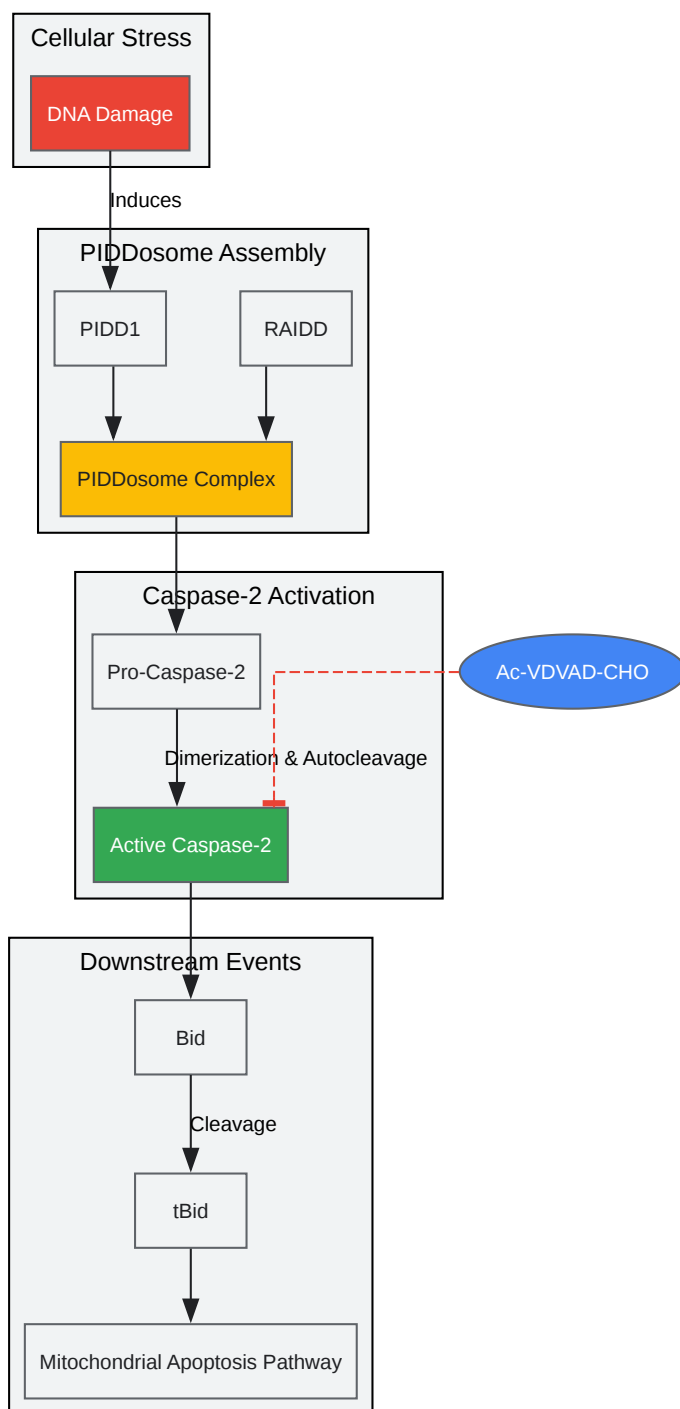 Cellular Stress
DNA Damage
Induces
PIDDosome Assembly
PIDD1
RAIDD
PIDDosome Complex
Caspase-2 Activation
Pro-Caspase-2
Ac-VDVAD-CHO
Dimerization & Autocleavage
Active Caspase-2
Downstream Events
Bid
Cleavage
tBid
Mitochondrial Apoptosis Pathway